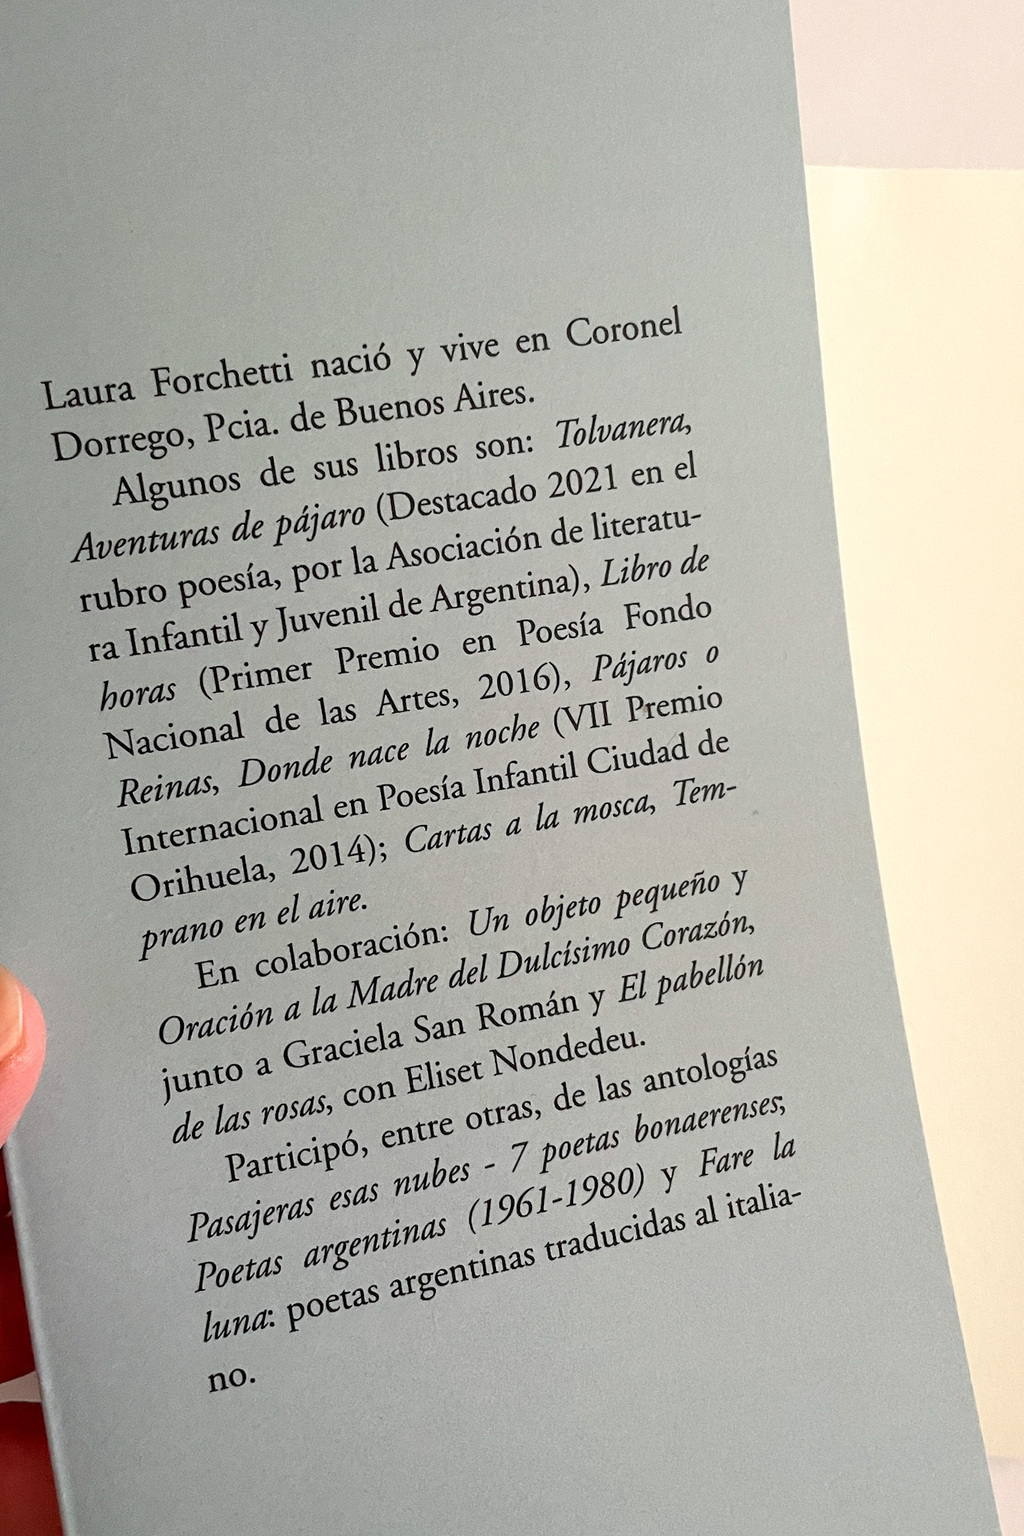 Laura Forchetti nació y vive en Coronel
Dorrego, Pcia. de Buenos Aires.
Algunos de sus libros son: Tolvanera,
Aventuras de pájaro (Destacado 2021 en el
rubro poesía, por la Asociación de literatu-
ra Infantil y Juvenil de Argentina), Libro de
horas (Primer Premio en Poesía Fondo
Nacional de las Artes, 2016), Pájaros o
Reinas, Donde nace la noche (VII Premio
Internacional en Poesía Infantil Ciudad de
Orihuela, 2014); Cartas a la mosca, Tem-
prano en el aire.
En colaboración: Un objeto pequeño y
Oración a la Madre del Dulcísimo Corazón,
junto a Graciela San Román y El pabellón
de las rosas, con Eliset Nondedeu.
Participó, entre otras, de las antologías
Pasajeras esas nubes - 7 poetas bonaerenses;
Poetas argentinas (1961-1980) y Fare la
luna: poetas argentinas traducidas al italia-
no.